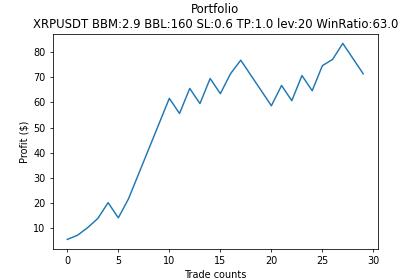 Portfolio
XRPUSDT BBM:2.9 BBL:160 SL:0.6 TP:1.0 lev:20 WinRatio:63.0
80
70
60
50
40
30
20
10
Profit ($)
0 5 10 15 20 25 30
Trade counts